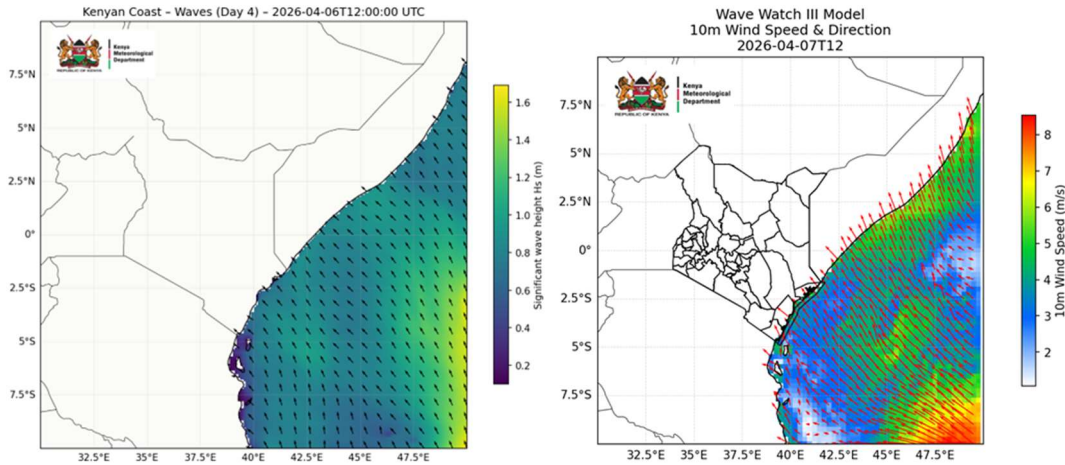 Kenyan Coast – Waves (Day 4) – 2026-04-06T12:00:00 UTC
Kenya
Meteorological
Department
REPUBLIC OF KENYA
7.5°N
5°N
2.5°N
0°
2.5°S
5°S
7.5°S
32.5°E
35°E
37.5°E
40°E
42.5°E
45°E
47.5°E
1.6
1.4
1.2
1.0
0.8
0.6
0.4
0.2
Significant wave height Hs (m)
Wave Watch III Model
10m Wind Speed & Direction
2026-04-07T12
Kenya
Meteorological
Department
REPUBLIC OF KENYA
7.5°N
5°N
2.5°N
0°
2.5°S
5°S
7.5°S
32.5°E
35°E
37.5°E
40°E
42.5°E
45°E
47.5°E
8
7
6
5
4
3
2
10m Wind Speed (m/s)